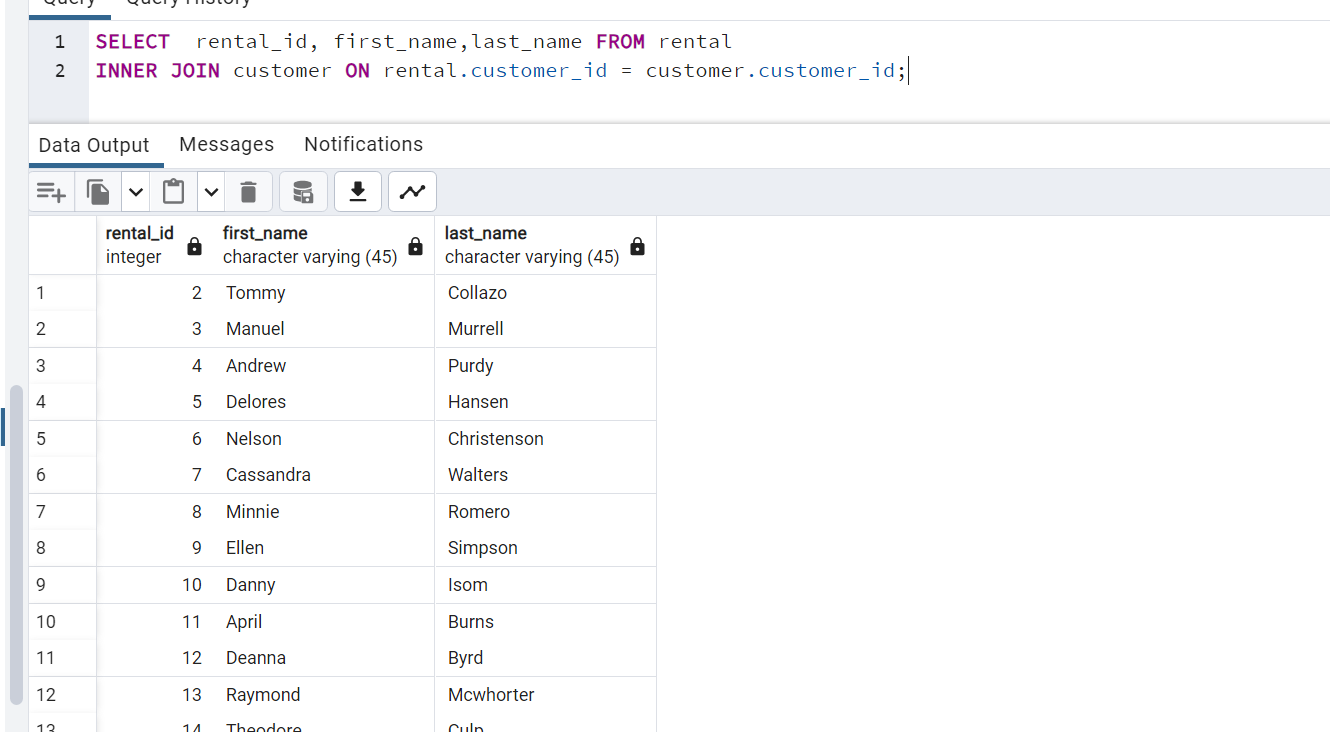 Query Query History
1 SELECT  rental_id, first_name,last_name FROM rental
2 INNER JOIN customer ON rental.customer_id = customer.customer_id;
Data Output Messages Notifications
rental_id first_name last_name
integer character varying (45) character varying (45)
1 2 Tommy Collazo
2 3 Manuel Murrell
3 4 Andrew Purdy
4 5 Delores Hansen
5 6 Nelson Christenson
6 7 Cassandra Walters
7 8 Minnie Romero
8 9 Ellen Simpson
9 10 Danny Isom
10 11 April Burns
11 12 Deanna Byrd
12 13 Raymond Mcwhorter
13 14 Theodore Culp